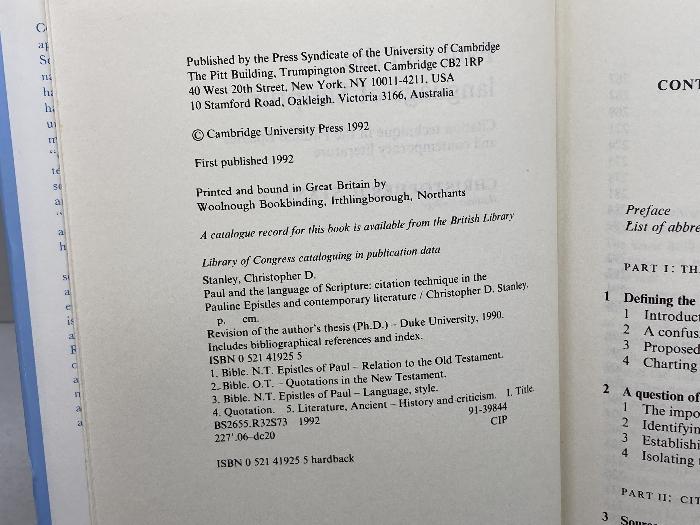 Published by the Press Syndicate of the University of Cambridge
The Pitt Building, Trumpington Street, Cambridge CB2 1RP
40 West 20th Street, New York, NY 10011-4211, USA
10 Stamford Road, Oakleigh, Victoria 3166, Australia
© Cambridge University Press 1992
First published 1992
Printed and bound in Great Britain by
Woolnough Bookbinding, Irthlingborough, Northants
A catalogue record for this book is available from the British Library
Library of Congress cataloguing in publication data
Stanley, Christopher D.
Paul and the language of Scripture: citation technique in the
Pauline Epistles and contemporary literature / Christopher D. Stanley.
p. cm.
Revision of the author's thesis (Ph.D.) – Duke University, 1990.
Includes bibliographical references and index.
ISBN 0 521 41925 5
1. Bible. N.T. Epistles of Paul – Relation to the Old Testament.
2. Bible. O.T. – Quotations in the New Testament.
3. Bible. N.T. Epistles of Paul – Language, style.
4. Quotation. 5. Literature, Ancient – History and criticism. I. Title
BS2655.R32S73 1992 91-39844
227'.06–dc20 CIP
ISBN 0 521 41925 5 hardback
CONT
Preface
List of abbre
PART I: TH
1 Defining the
1 Introduct
2 A confus
3 Proposed
4 Charting
2 A question of
1 The impo
2 Identifyin
3 Establishi
4 Isolating
PART II: CIT
3